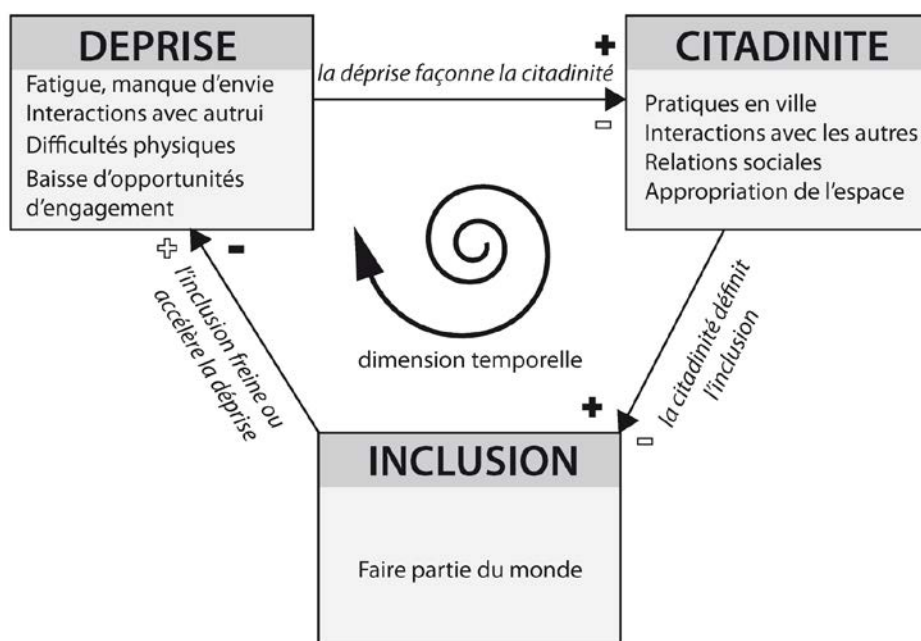 DEPRISE
Fatigue, manque d'envie
Interactions avec autrui
Difficultés physiques
Baisse d'opportunités
d'engagement
+
la déprise façonne la citadinité
-
CITADINITE
Pratiques en ville
Interactions avec les autres
Relations sociales
Appropriation de l'espace
+ -
l'inclusion freine ou
accélère la déprise
dimension temporelle
la citadinité définit
l'inclusion
+
-
INCLUSION
Faire partie du monde